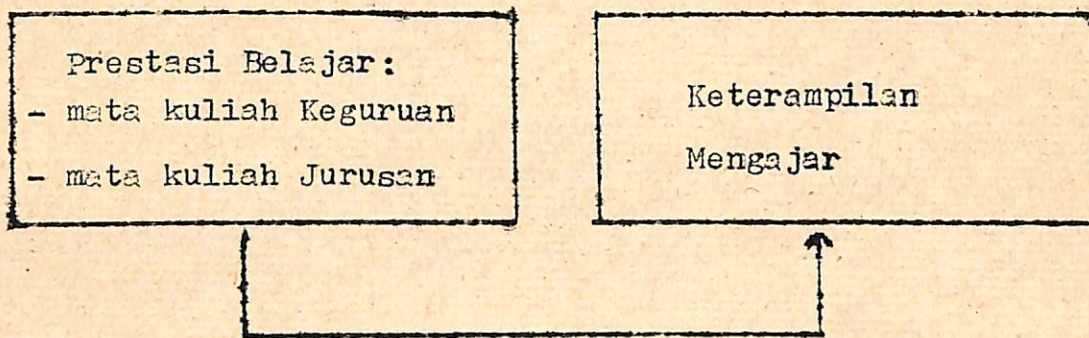 Prestasi Belajar:
- mata kuliah Keguruan
- mata kuliah Jurusan
Keterampilan
Mengajar